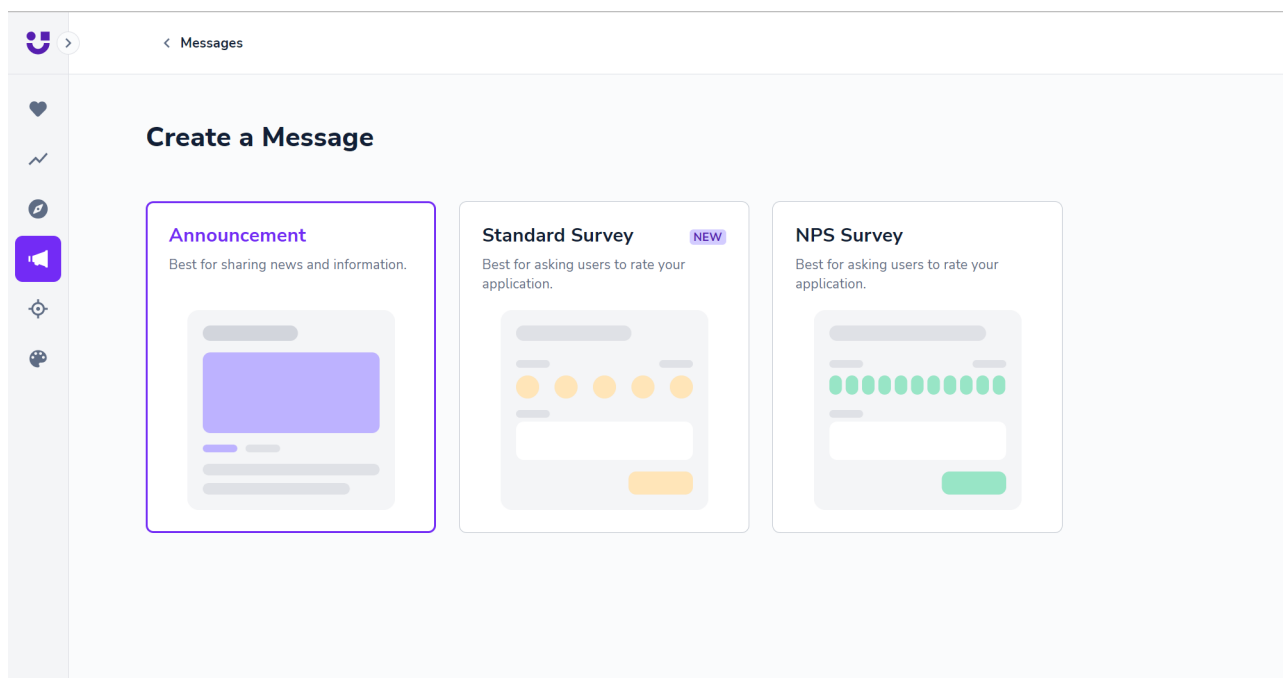 Messages
Create a Message
Announcement
Best for sharing news and information.
Standard Survey NEW
Best for asking users to rate your
application.
NPS Survey
Best for asking users to rate your
application.